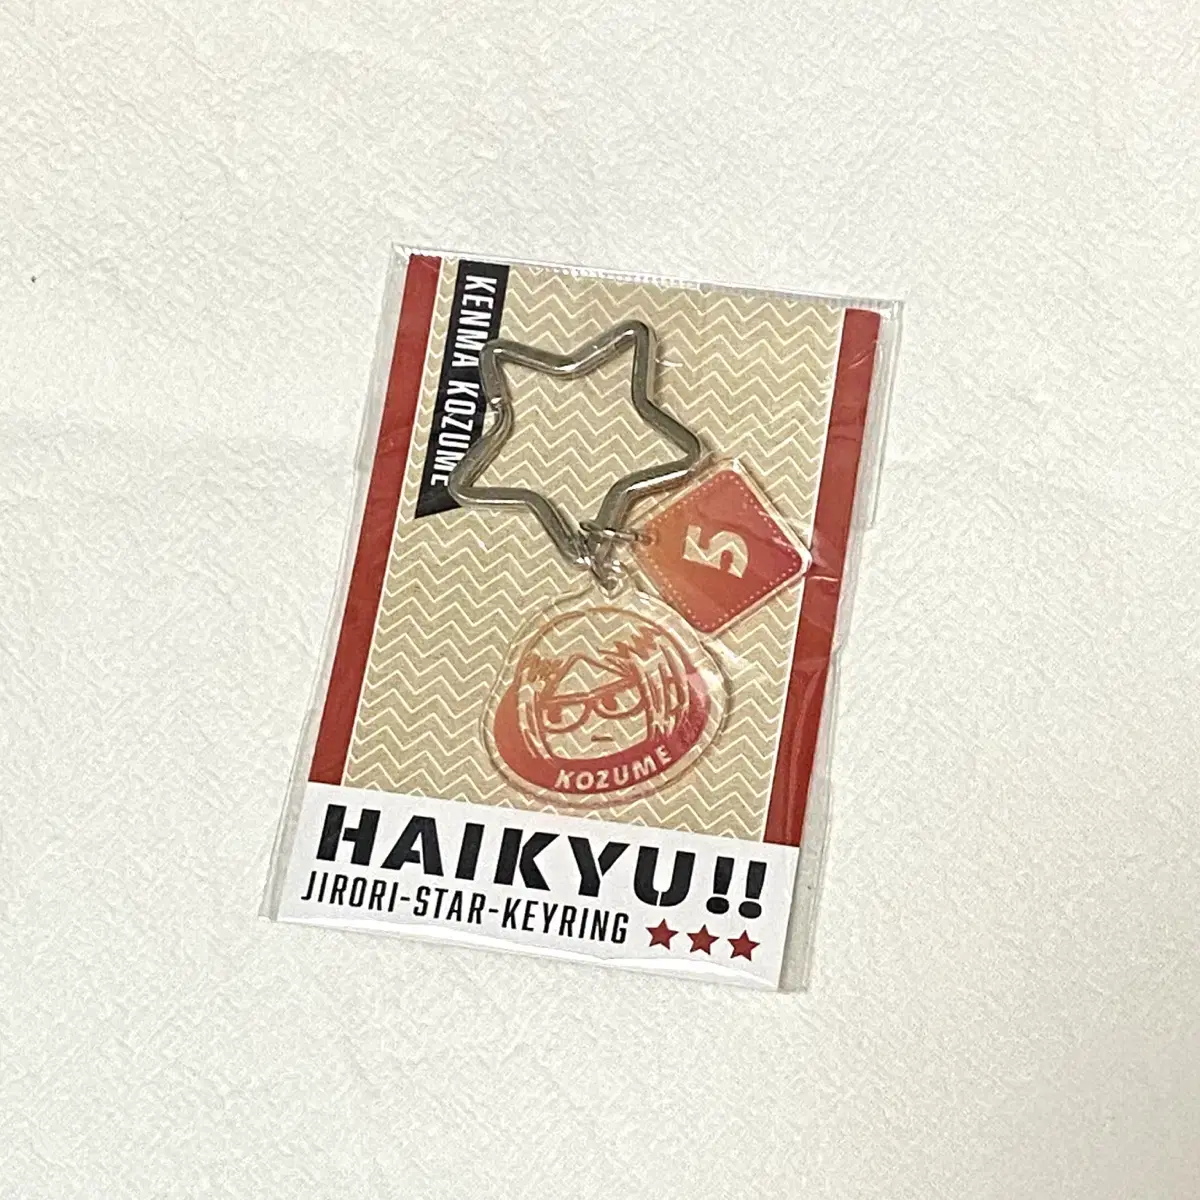 KENMA KOZUME
5
KOZUME
HAIKYU!!
JIRORI-STAR-KEYRING ★★★